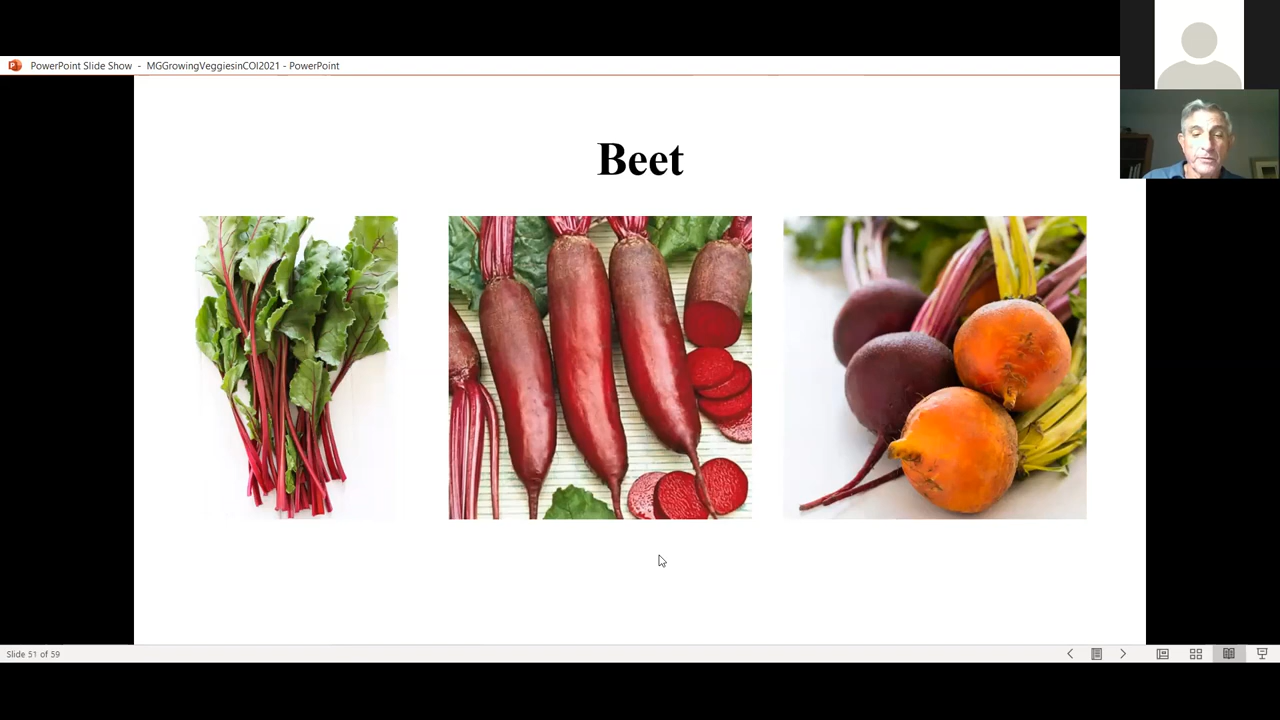 PowerPoint Slide Show - MGGrowingVeggiesinCOI2021 - PowerPoint
Beet
Slide 51 of 59